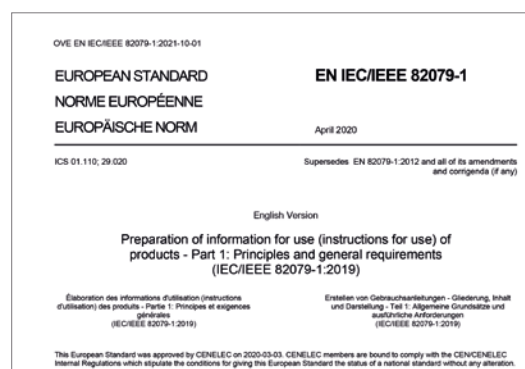 OVE EN IEC/IEEE 82079-1:2021-10-01
EUROPEAN STANDARD
NORME EUROPÉENNE
EUROPÄISCHE NORM
EN IEC/IEEE 82079-1
April 2020
ICS 01.110; 29.020
Supersedes EN 82079-1:2012 and all of its amendments
and corrigenda (if any)
English Version
Preparation of information for use (instructions for use) of
products - Part 1: Principles and general requirements
(IEC/IEEE 82079-1:2019)
Élaboration des informations d'utilisation (instructions
d'utilisation) des produits - Partie 1: Principes et exigences
générales
(IEC/IEEE 82079-1:2019)
Erstellen von Gebrauchsanleitungen - Gliederung, Inhalt
und Darstellung - Teil 1: Allgemeine Grundsätze und
ausführliche Anforderungen
(IEC/IEEE 82079-1:2019)
This European Standard was approved by CENELEC on 2020-03-03. CENELEC members are bound to comply with the CEN/CENELEC
Internal Regulations which stipulate the conditions for giving this European Standard the status of a national standard without any alteration.